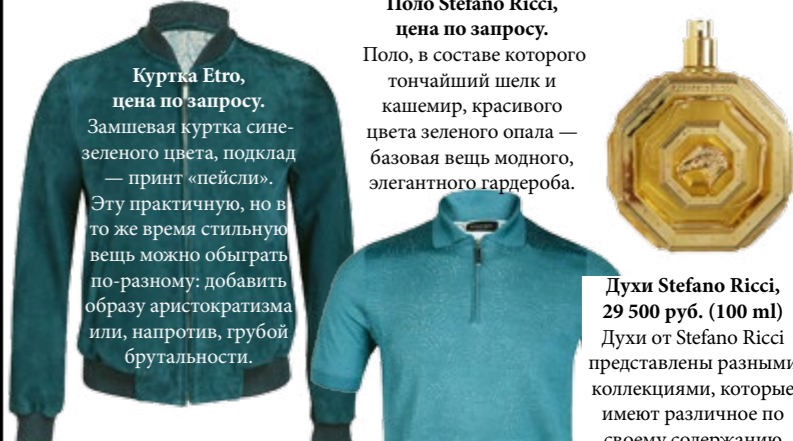 Куртка Etro,
цена по запросу.
Замшевая куртка сине-
зеленого цвета, подклад
— принт «пейсли».
Эту практичную, но в
то же время стильную
вещь можно обыграть
по-разному: добавить
образу аристократизма
или, напротив, грубой
брутальности.
Поло Stefano Ricci,
цена по запросу.
Поло, в составе которого
тончайший шелк и
кашемир, красивого
цвета зеленого опала —
базовая вещь модного,
элегантного гардероба.
Духи Stefano Ricci,
29 500 руб. (100 ml)
Духи от Stefano Ricci
представлены разными
коллекциями, которые
имеют различное по
своему содержанию